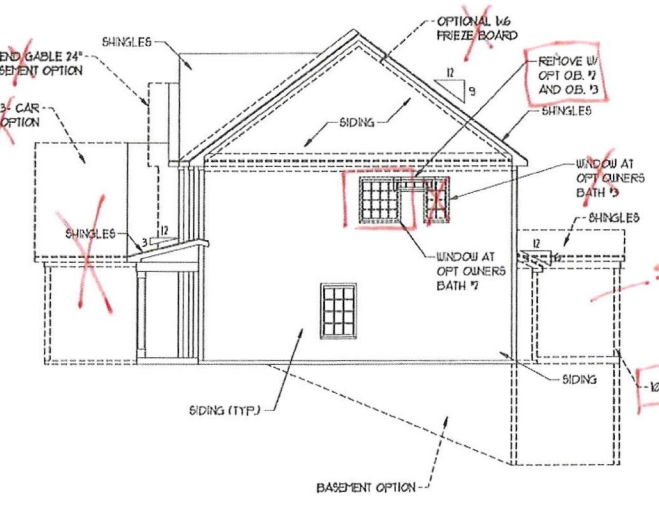 OPTIONAL 1x6
FRIEZE BOARD
SHINGLES
END GABLE 24"
BASEMENT OPTION
REMOVE W/
OPT O.B. #2
AND O.B. #3
12
9
3- CAR
OPTION
SHINGLES
SIDING
WINDOW AT
OPT OWNERS
BATH #3
SHINGLES
SHINGLES
12
3
12
WINDOW AT
OPT OWNERS
BATH #2
SIDING
SIDING (TYP.)
BASEMENT OPTION